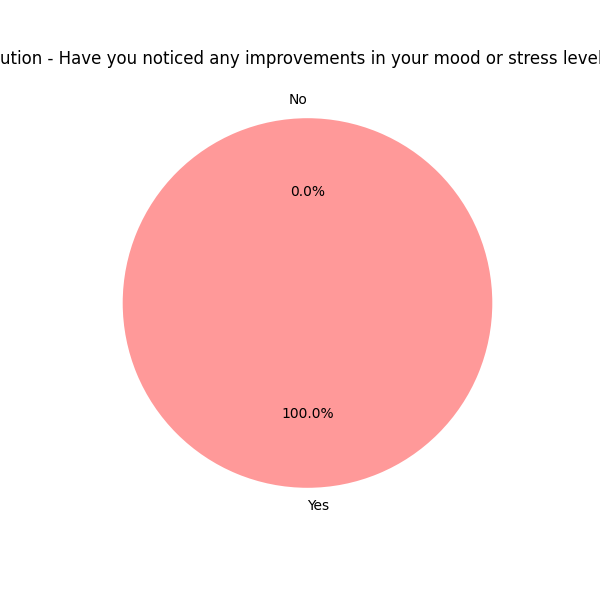 ution - Have you noticed any improvements in your mood or stress level
No
0.0%
100.0%
Yes